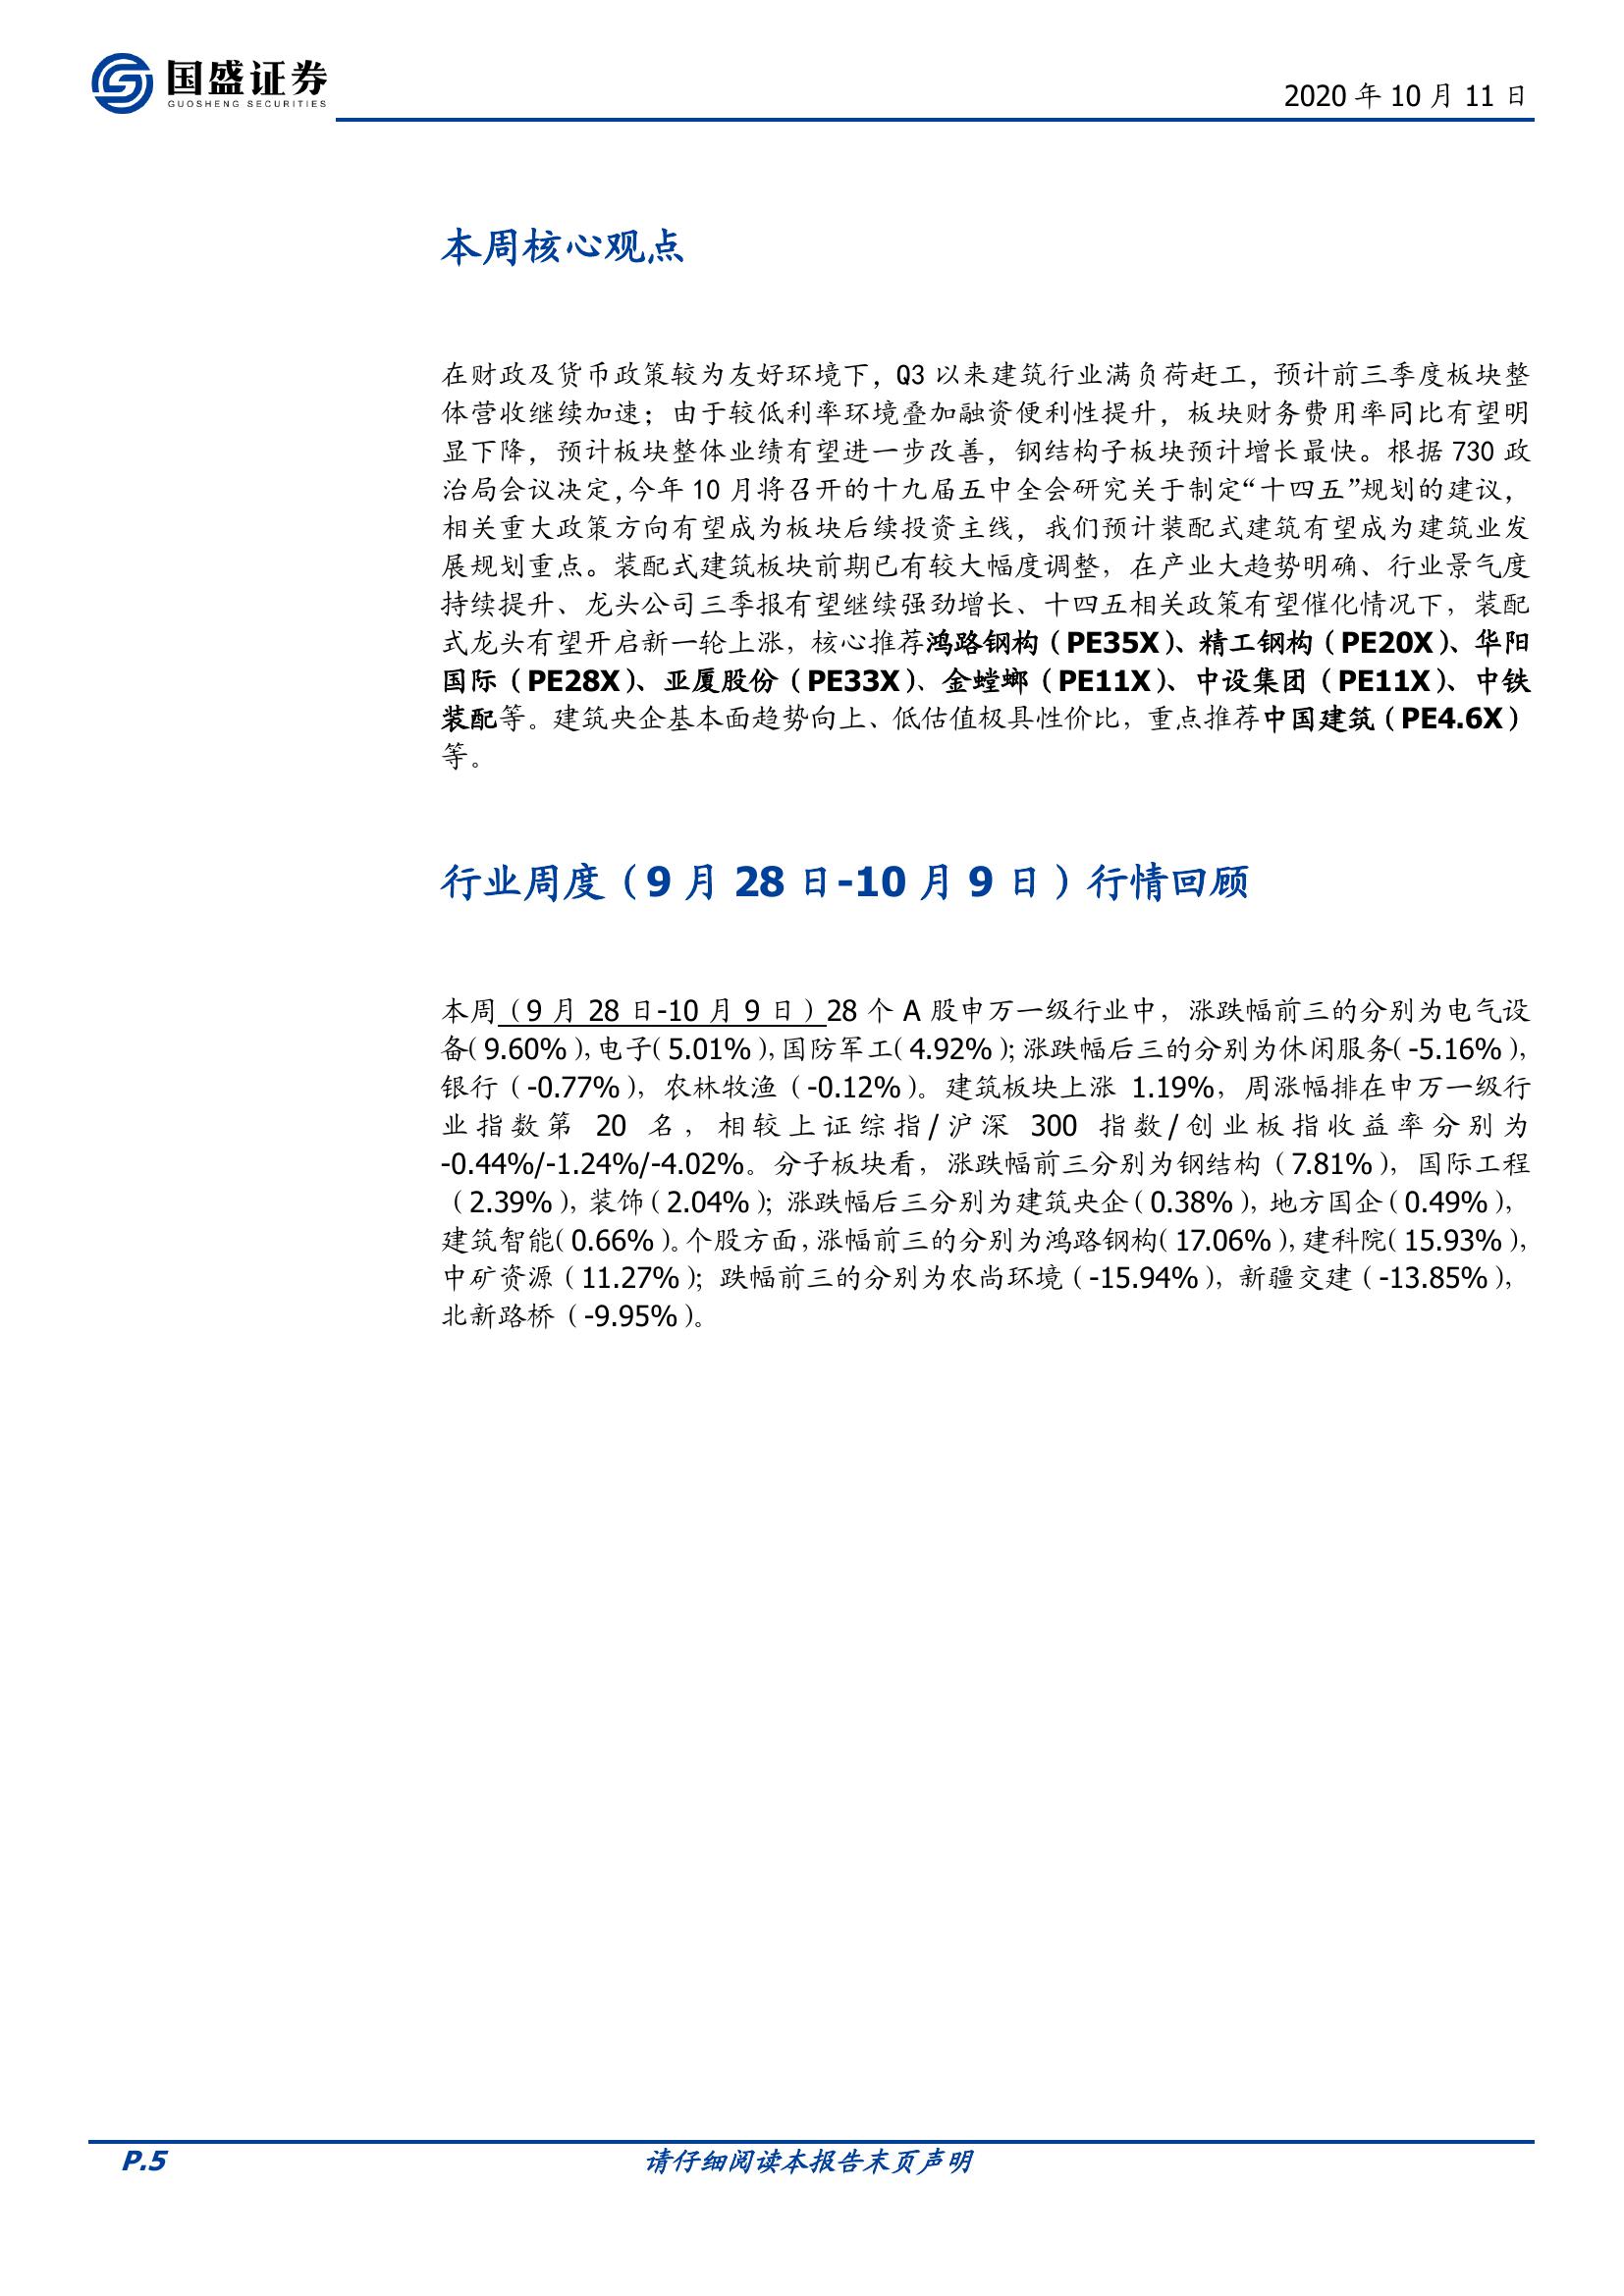 国盛证券
GUOSHENG SECURITIES
2020 年 10 月 11 日
本周核心观点
在财政及货币政策较为友好环境下，Q3 以来建筑行业满负荷赶工，预计前三季度板块整
体营收继续加速；由于较低利率环境叠加融资便利性提升，板块财务费用率同比有望明
显下降，预计板块整体业绩有望进一步改善，钢结构子板块预计增长最快。根据 730 政
治局会议决定，今年 10 月将召开的十九届五中全会研究关于制定“十四五”规划的建议，
相关重大政策方向有望成为板块后续投资主线，我们预计装配式建筑有望成为建筑业发
展规划重点。装配式建筑板块前期已有较大幅度调整，在产业大趋势明确、行业景气度
持续提升、龙头公司三季报有望继续强劲增长、十四五相关政策有望催化情况下，装配
式龙头有望开启新一轮上涨，核心推荐鸿路钢构（PE35X）、精工钢构（PE20X）、华阳
国际（PE28X）、亚厦股份（PE33X）、金螳螂（PE11X）、中设集团（PE11X）、中铁
装配等。建筑央企基本面趋势向上、低估值极具性价比，重点推荐中国建筑（PE4.6X）
等。
行业周度（9 月 28 日-10 月 9 日）行情回顾
本周（9 月 28 日-10 月 9 日）28 个 A 股申万一级行业中，涨跌幅前三的分别为电气设
备（9.60%），电子（5.01%），国防军工（4.92%）；涨跌幅后三的分别为休闲服务（-5.16%），
银行（-0.77%），农林牧渔（-0.12%）。建筑板块上涨 1.19%，周涨幅排在申万一级行
业指数第 20 名，相较上证综指/沪深 300 指数/创业板指收益率分别为
-0.44%/-1.24%/-4.02%。分子板块看，涨跌幅前三分别为钢结构（7.81%），国际工程
（2.39%），装饰（2.04%）；涨跌幅后三分别为建筑央企（0.38%），地方国企（0.49%），
建筑智能（0.66%）。个股方面，涨幅前三的分别为鸿路钢构（17.06%），建科院（15.93%），
中矿资源（11.27%）；跌幅前三的分别为农尚环境（-15.94%），新疆交建（-13.85%），
北新路桥（-9.95%）。
P.5
请仔细阅读本报告末页声明